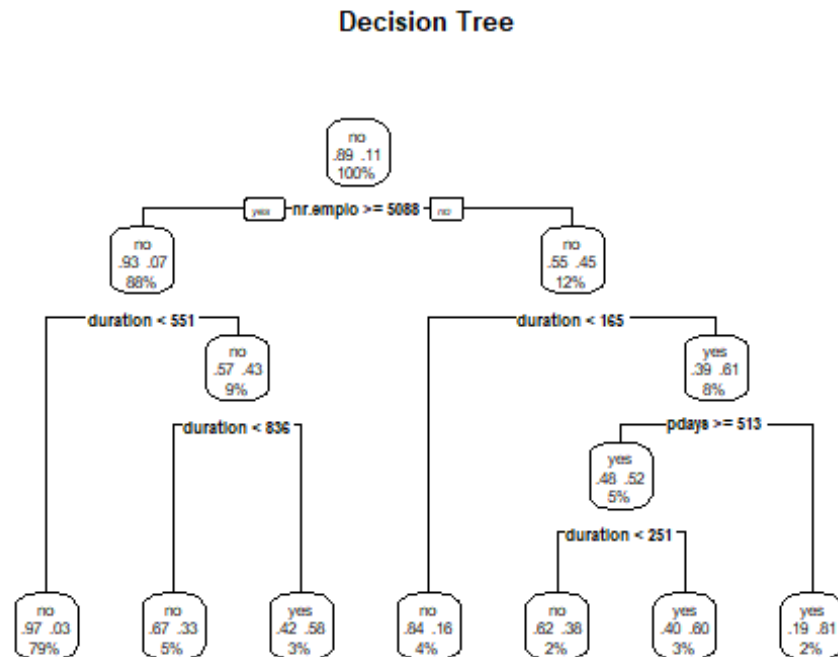 Decision Tree
no
.89 .11
100%
yes nr.emplo >= 5088 no
no
.93 .07
88%
no
.55 .45
12%
duration < 551
duration < 165
no
.57 .43
9%
yes
.39 .61
8%
duration < 836
pdays >= 513
yes
.48 .52
5%
duration < 251
no
.97 .03
79%
no
.67 .33
5%
yes
.42 .58
3%
no
.84 .16
4%
no
.62 .38
2%
yes
.40 .60
3%
yes
.19 .81
2%